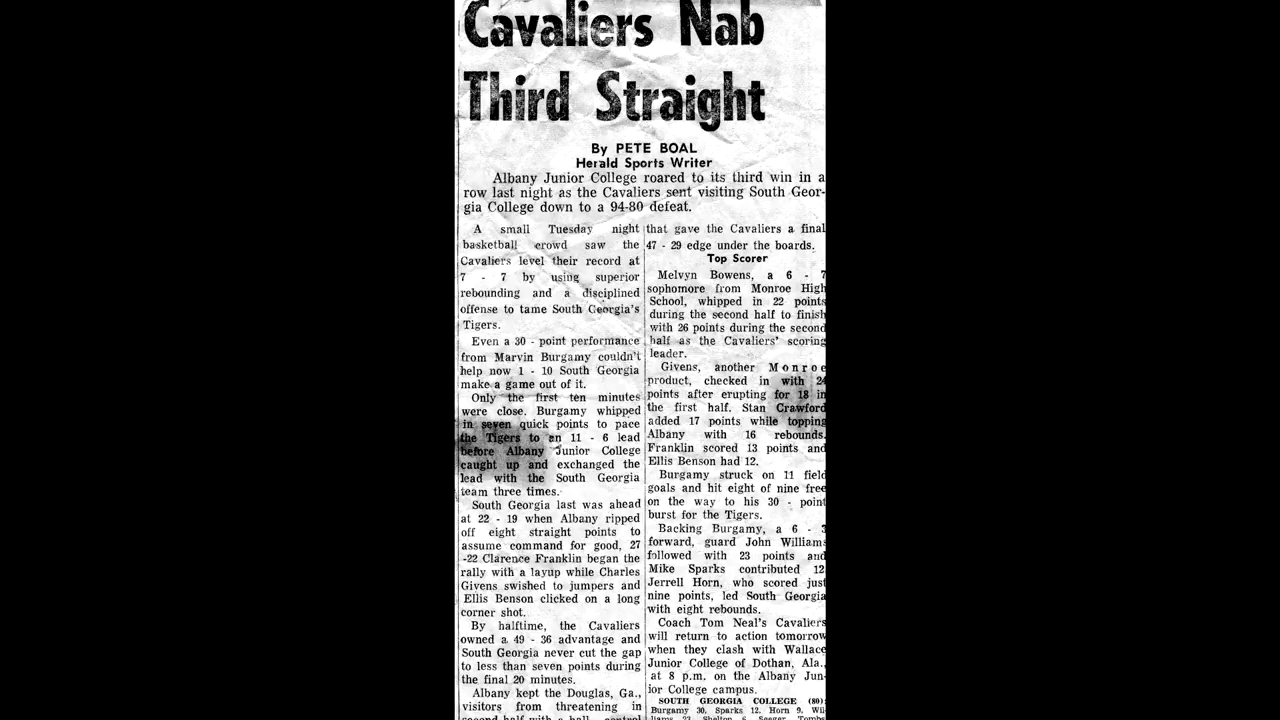 Cavaliers Nab
Third Straight
By PETE BOAL
Herald Sports Writer
Albany Junior College roared to its third win in a
row last night as the Cavaliers sent visiting South Geor-
gia College down to a 94-80 defeat.
A small Tuesday night
basketball crowd saw the
Cavaliers level their record at
7 - 7 by using superior
rebounding and a disciplined
offense to tame South Georgia's
Tigers.
Even a 30 - point performance
from Marvin Burgamy couldn't
help now 1 - 10 South Georgia
make a game out of it.
Only the first ten minutes
were close. Burgamy whipped
in seven quick points to pace
the Tigers to an 11 - 6 lead
before Albany Junior College
caught up and exchanged the
lead with the South Georgia
team three times.
South Georgia last was ahead
at 22 - 19 when Albany ripped
off eight straight points to
assume command for good, 27
-22 Clarence Franklin began the
rally with a layup while Charles
Givens swished to jumpers and
Ellis Benson clicked on a long
corner shot.
By halftime, the Cavaliers
owned a 49 - 36 advantage and
South Georgia never cut the gap
to less than seven points during
the final 20 minutes.
Albany kept the Douglas, Ga.,
visitors from threatening in
second half with a ball control
that gave the Cavaliers a final
47 - 29 edge under the boards.
Top Scorer
Melvyn Bowens, a 6 - 7
sophomore from Monroe High
School, whipped in 22 points
during the second half to finish
with 26 points during the second
half as the Cavaliers' scoring
leader.
Givens, another Monroe
product, checked in with 24
points after erupting for 18 in
the first half. Stan Crawford
added 17 points while topping
Albany with 16 rebounds.
Franklin scored 13 points and
Ellis Benson had 12.
Burgamy struck on 11 field
goals and hit eight of nine free
on the way to his 30 - point
burst for the Tigers.
Backing Burgamy, a 6 - 3
forward, guard John Williams
followed with 23 points and
Mike Sparks contributed 12
Jerrell Horn, who scored just
nine points, led South Georgia
with eight rebounds.
Coach Tom Neal's Cavaliers
will return to action tomorrow
when they clash with Wallace
Junior College of Dothan, Ala.,
at 8 p.m. on the Albany Jun-
ior College campus.
SOUTH GEORGIA COLLEGE (80):
Burgamy 30, Sparks 12, Horn 9, Wil-
liams 23, Shelton 6, Seeger, Tombs